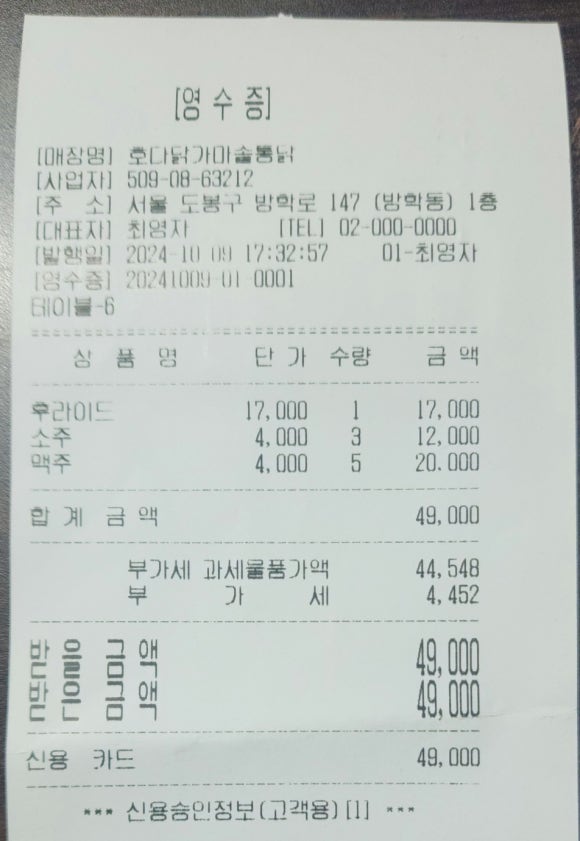 [영 수 증]
[매장명] 호다닭가마솥통닭
[사업자] 509-08-63212
[주 소] 서울 도봉구 방학로 147 (방학동) 1층
[대표자] 최영자 [TEL] 02-000-0000
[발행일] 2024-10-09 17:32:57 01-최영자
[영수증] 20241009-01-0001
테이블-6
상 품 명 단 가 수량 금 액
후라이드 17,000 1 17,000
소주 4,000 3 12,000
맥주 4,000 5 20.000
합 계 금 액 49,000
부가세 과세물품가액 44,548
부 가 세 4,452
받 을 금 액 49,000
받 은 금 액 49,000
신용 카드 49,000
*** 신용승인정보(고객용)[1] ***